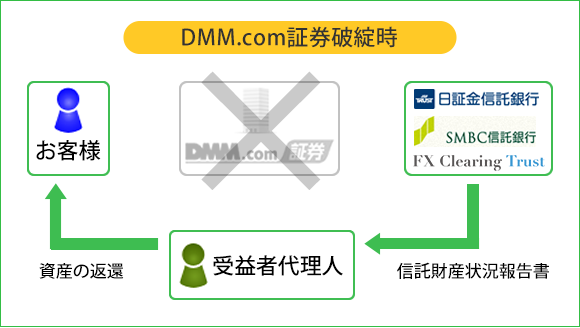 DMM.com証券破綻時
お客様
DMM.com 証券
TRUST 日証金信託銀行
SMBC信託銀行
FX Clearing Trust
受益者代理人
資産の返還
信託財産状況報告書